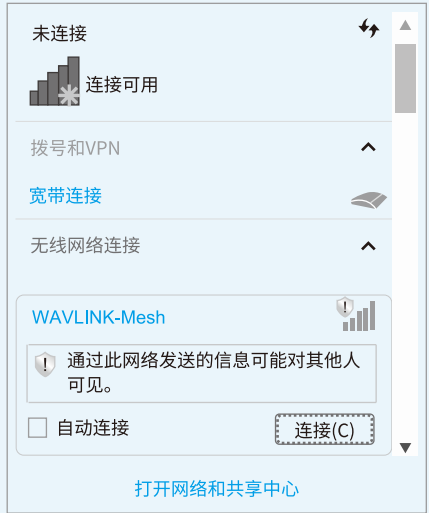 未连接
连接可用
拨号和VPN
宽带连接
无线网络连接
WAVLINK-Mesh
通过此网络发送的信息可能对其他人
可见。
自动连接
连接(C)
打开网络和共享中心